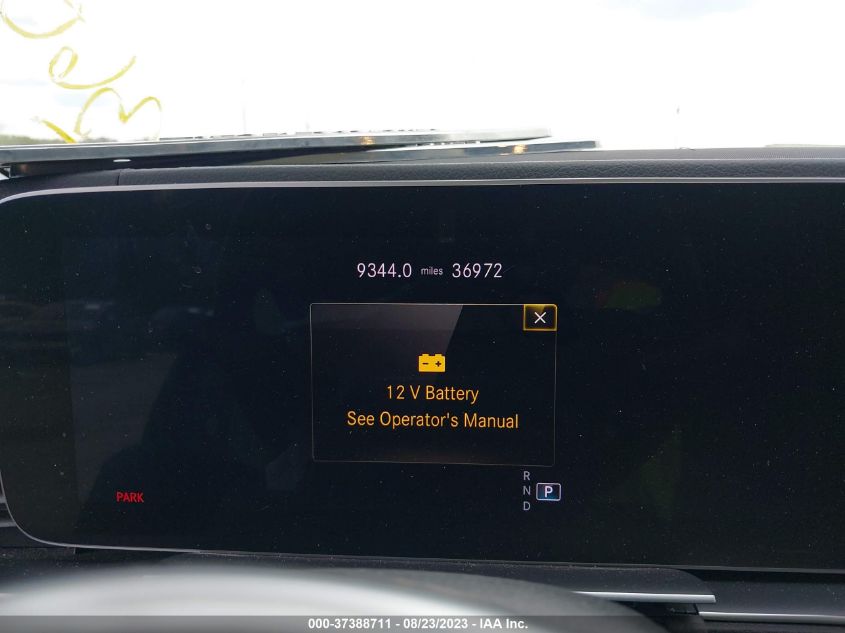 9344.0 miles 36972
12 V Battery
See Operator's Manual
R
N P
D
PARK
000-37388711 - 08/23/2023 - IAA Inc.